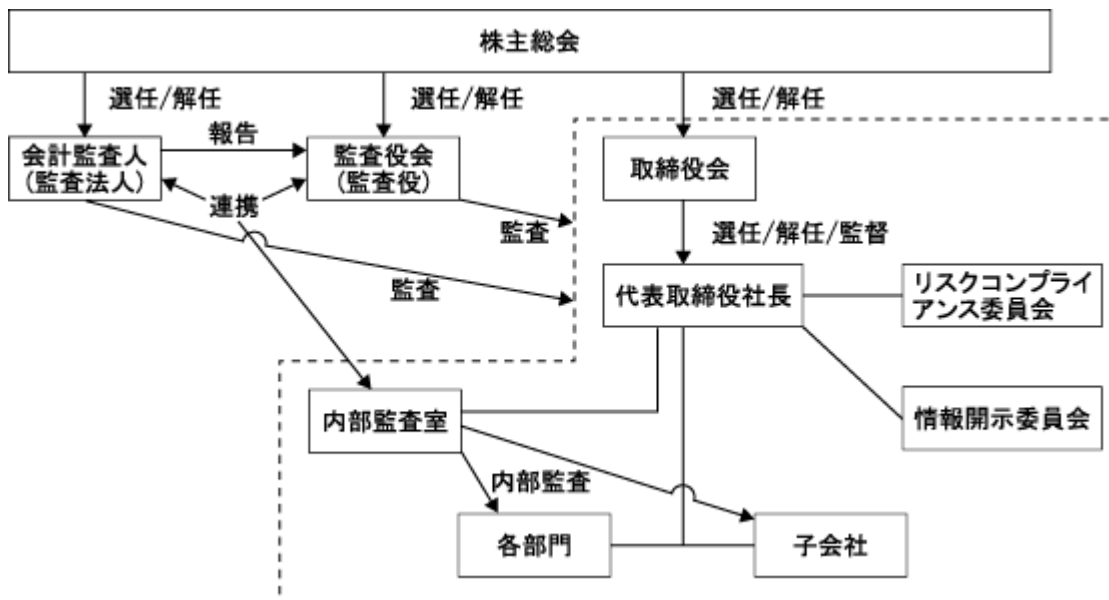 株主総会
選任/解任
選任/解任
選任/解任
報告
会計監査人
(監査法人)
監査役会
(監査役)
取締役会
連携
監査
選任/解任/監督
監査
代表取締役社長
リスクコンプライ
アンス委員会
内部監査室
情報開示委員会
内部監査
各部門
子会社